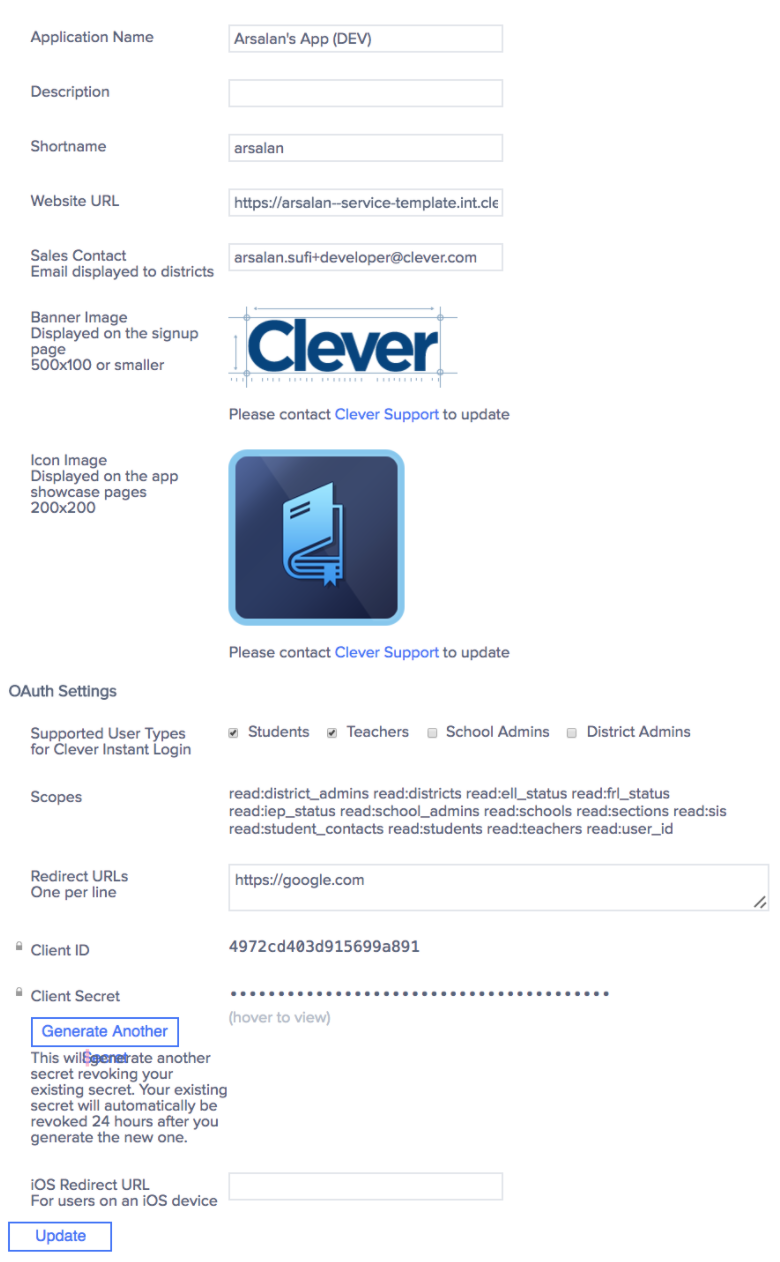 Application Name
Arsalan's App (DEV)
Description
Shortname
arsalan
Website URL
https://arsalan--service-template.int.cle
Sales Contact
Email displayed to districts
arsalan.sufi+developer@clever.com
Banner Image
Displayed on the signup
page
500x100 or smaller
Clever
Please contact Clever Support to update
Icon Image
Displayed on the app
showcase pages
200x200
Please contact Clever Support to update
OAuth Settings
Supported User Types
for Clever Instant Login
Students Teachers School Admins District Admins
Scopes
read:district_admins read:districts read:ell_status read:frl_status
read:iep_status read:school_admins read:schools read:sections read:sis
read:student_contacts read:students read:teachers read:user_id
Redirect URLs
One per line
https://google.com
Client ID
4972cd403d915699a891
Client Secret
(hover to view)
Generate Another
Secret
This will generate another
secret revoking your
existing secret. Your existing
secret will automatically be
revoked 24 hours after you
generate the new one.
iOS Redirect URL
For users on an iOS device
Update